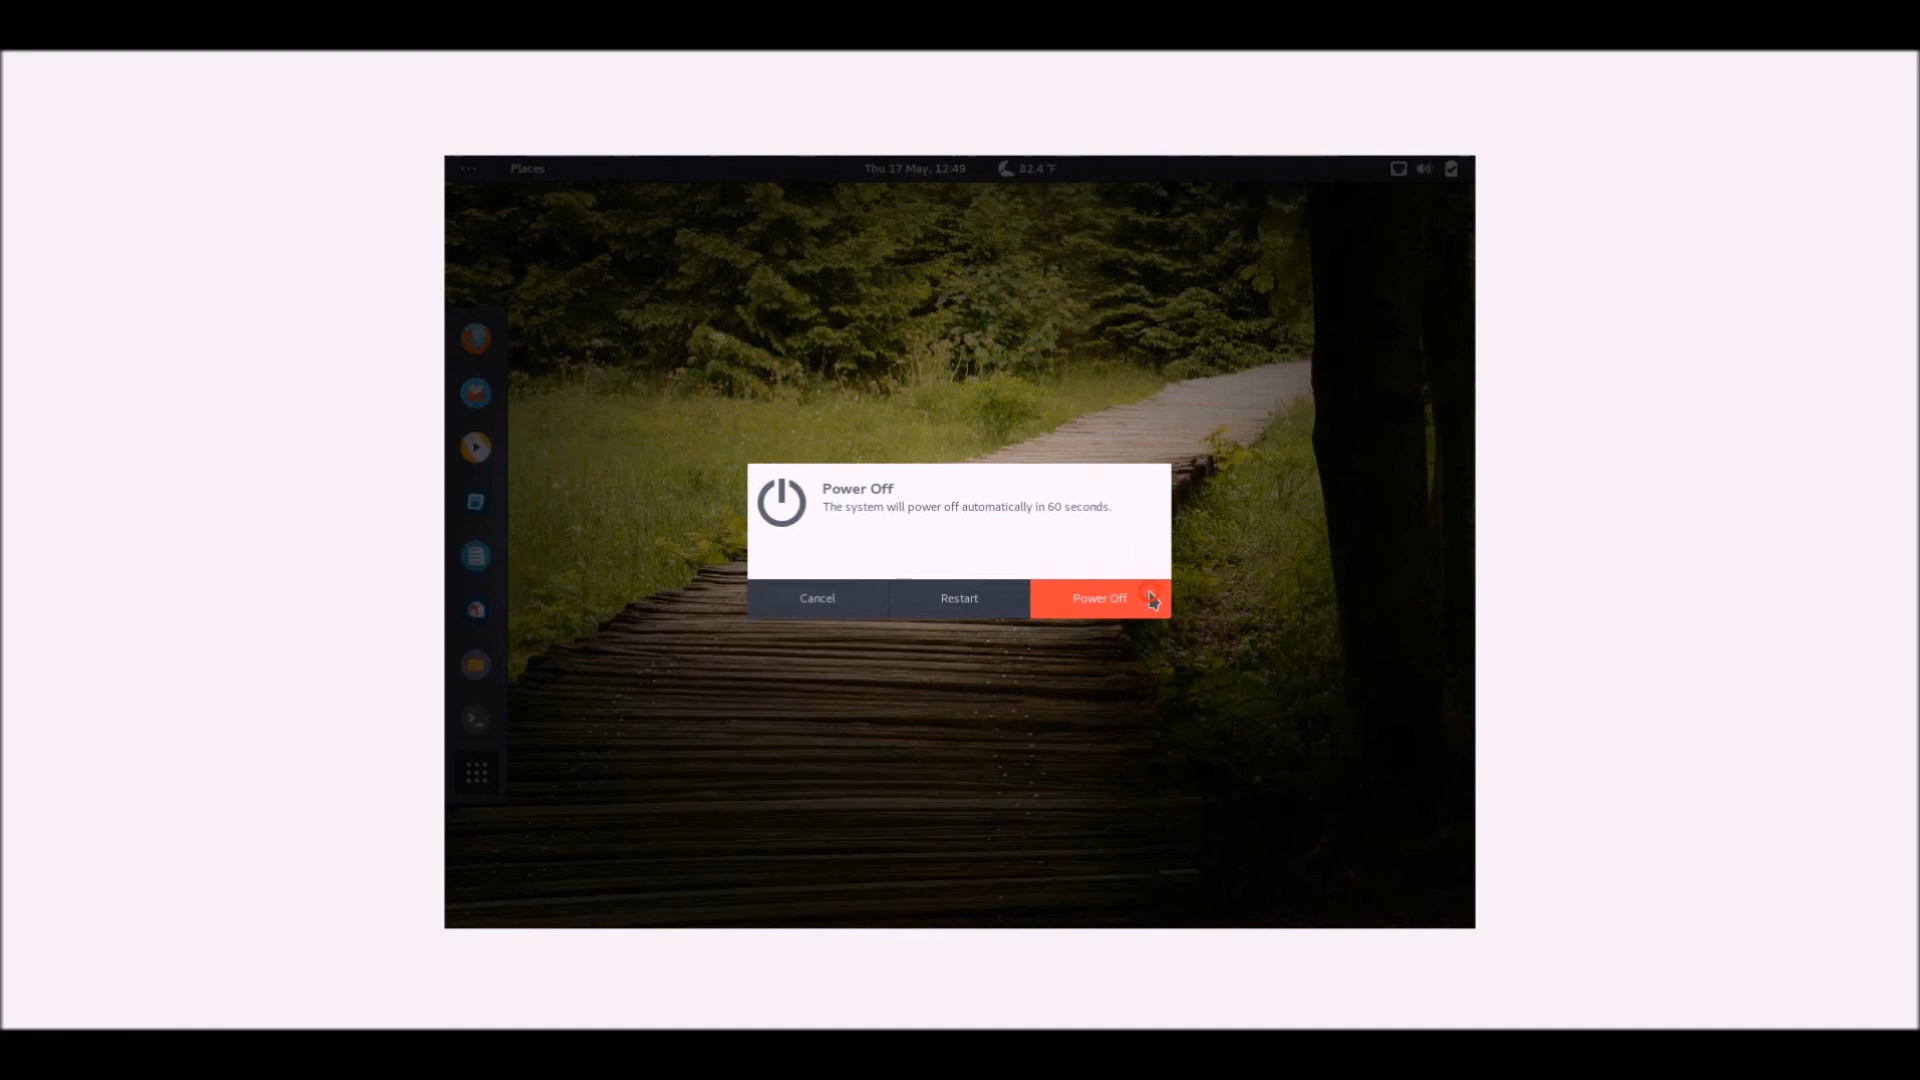 Places
Thu 17 May, 12:49
82.4 °F
Power Off
The system will power off automatically in 60 seconds.
Cancel
Restart
Power Off